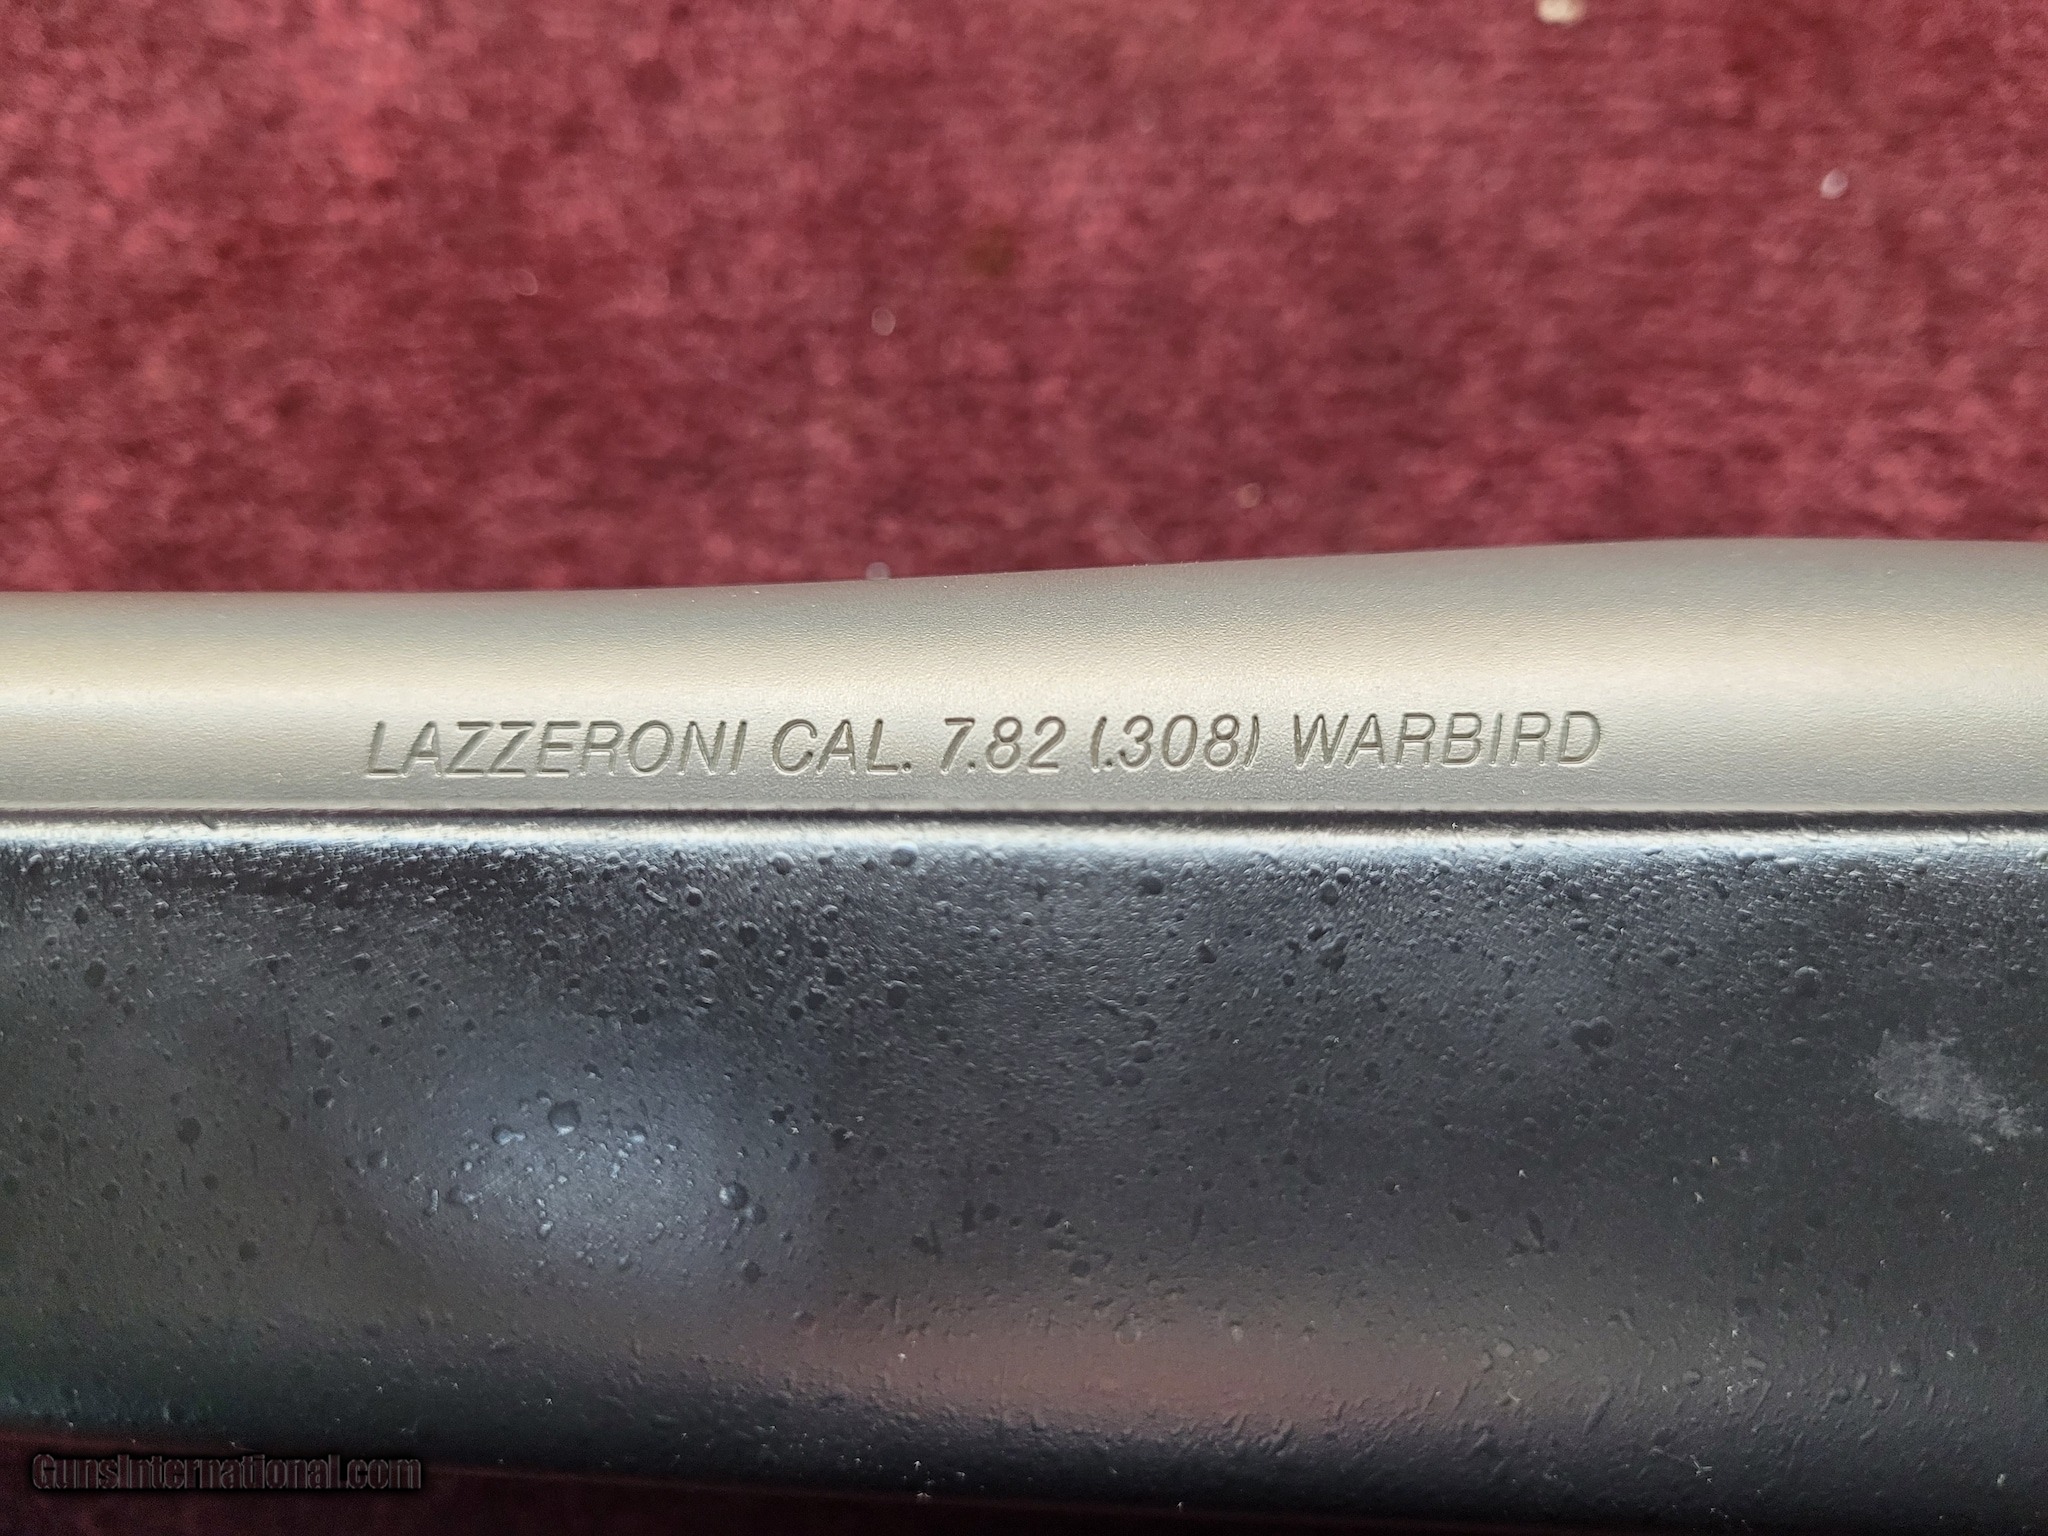 LAZZERONI CAL. 7.82 (.308) WARBIRD
GunsInternational.com